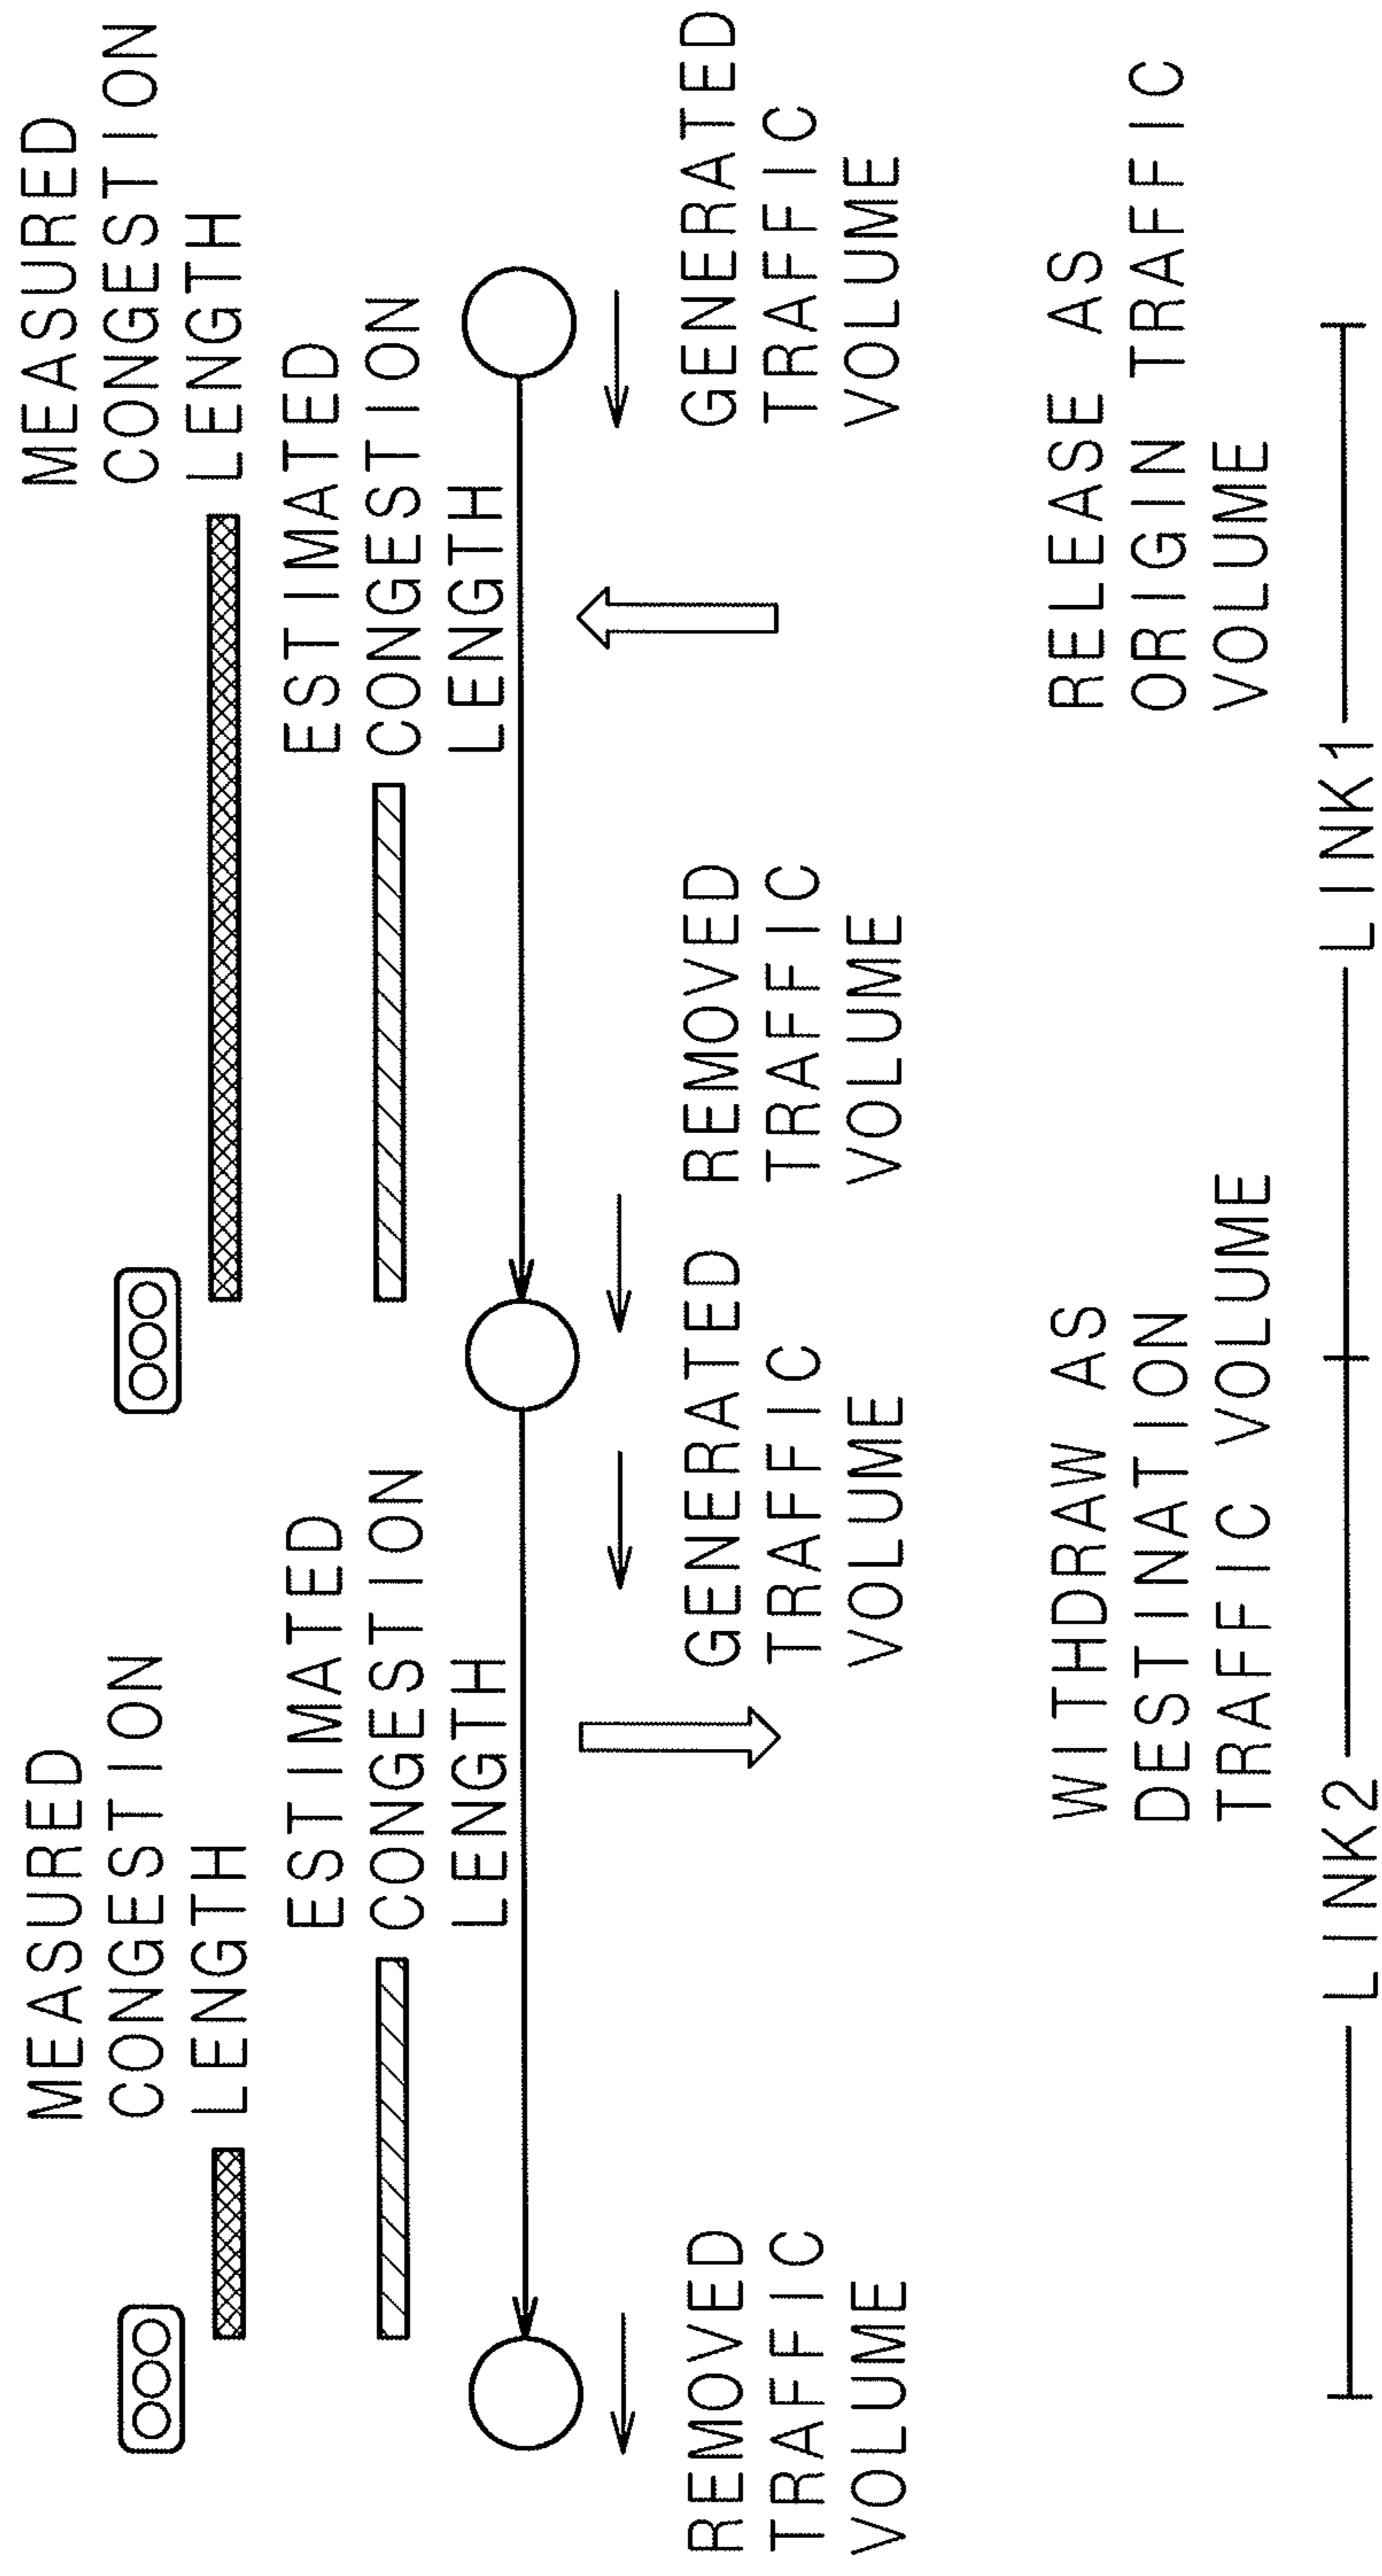 MEASURED
CONGESTION
LENGTH
MEASURED
CONGESTION
LENGTH
ESTIMATED
CONGESTION
LENGTH
ESTIMATED
CONGESTION
LENGTH
REMOVED
TRAFFIC
VOLUME
GENERATED
TRAFFIC
VOLUME
REMOVED
TRAFFIC
VOLUME
GENERATED
TRAFFIC
VOLUME
WITHDRAW AS
DESTINATION
TRAFFIC VOLUME
RELEASE AS
ORIGIN TRAFFIC
VOLUME
LINK2
LINK1